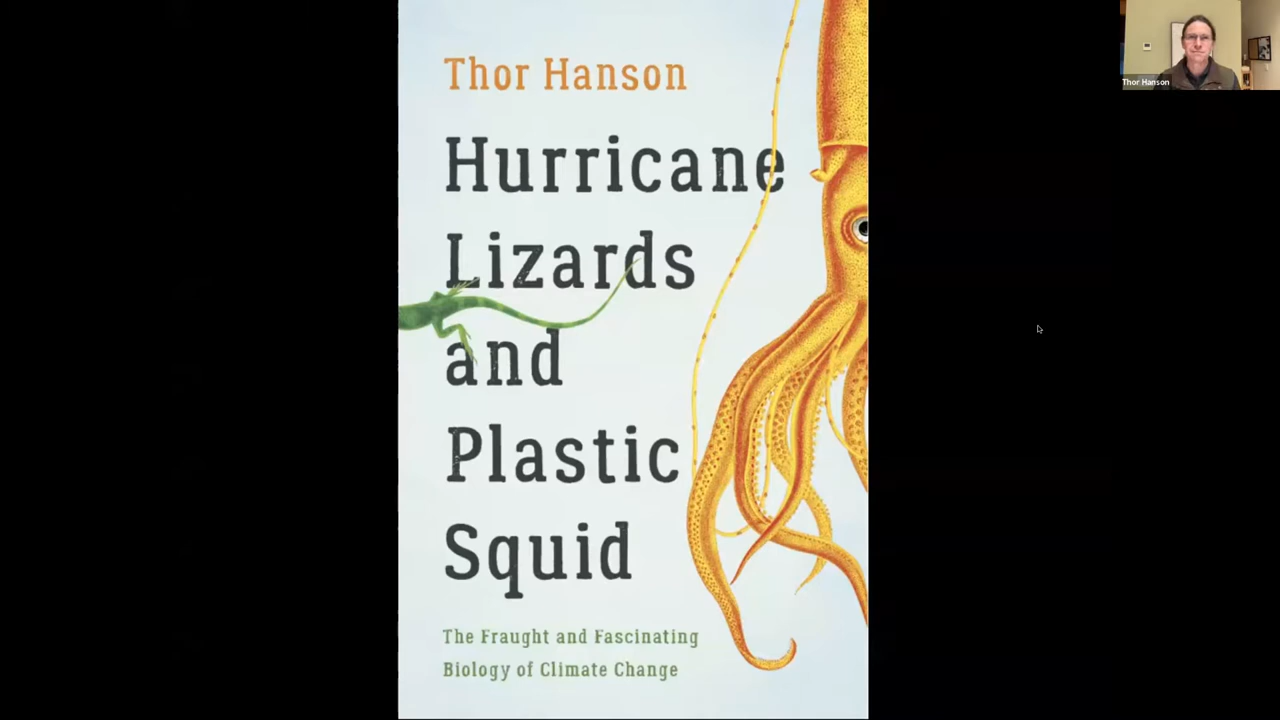 Thor Hanson
Hurricane
Lizards
and
Plastic
Squid
The Fraught and Fascinating
Biology of Climate Change
Thor Hanson